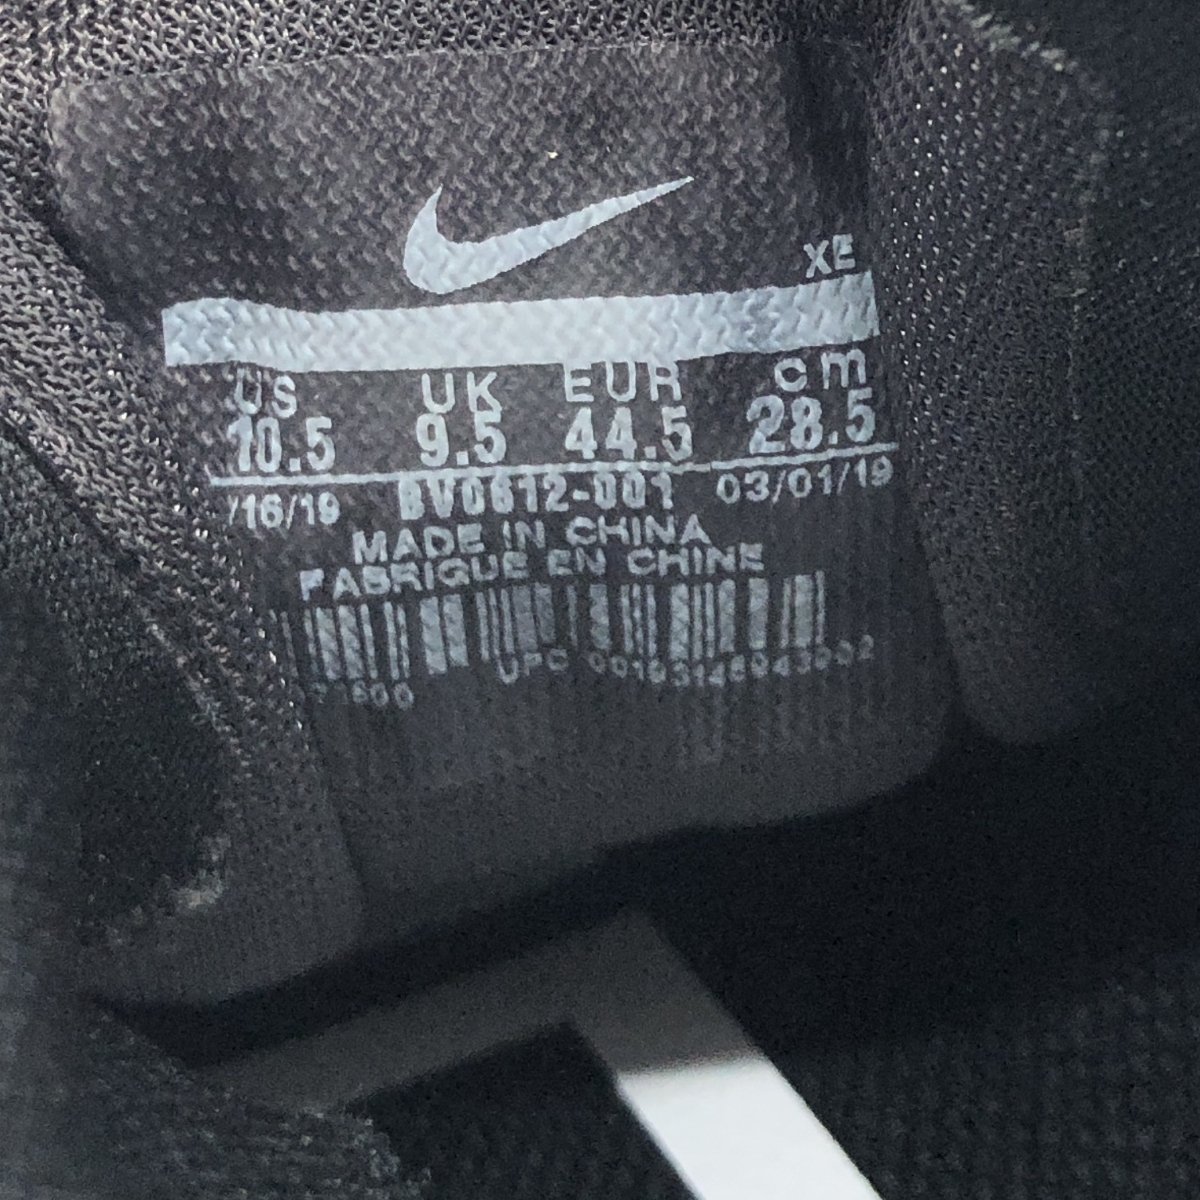 XE
US UK EUR cm
10.5 9.5 44.5 28.5
/16/19 BV0612-001 03/01/19
MADE IN CHINA
FABRIQUE EN CHINE
UPC